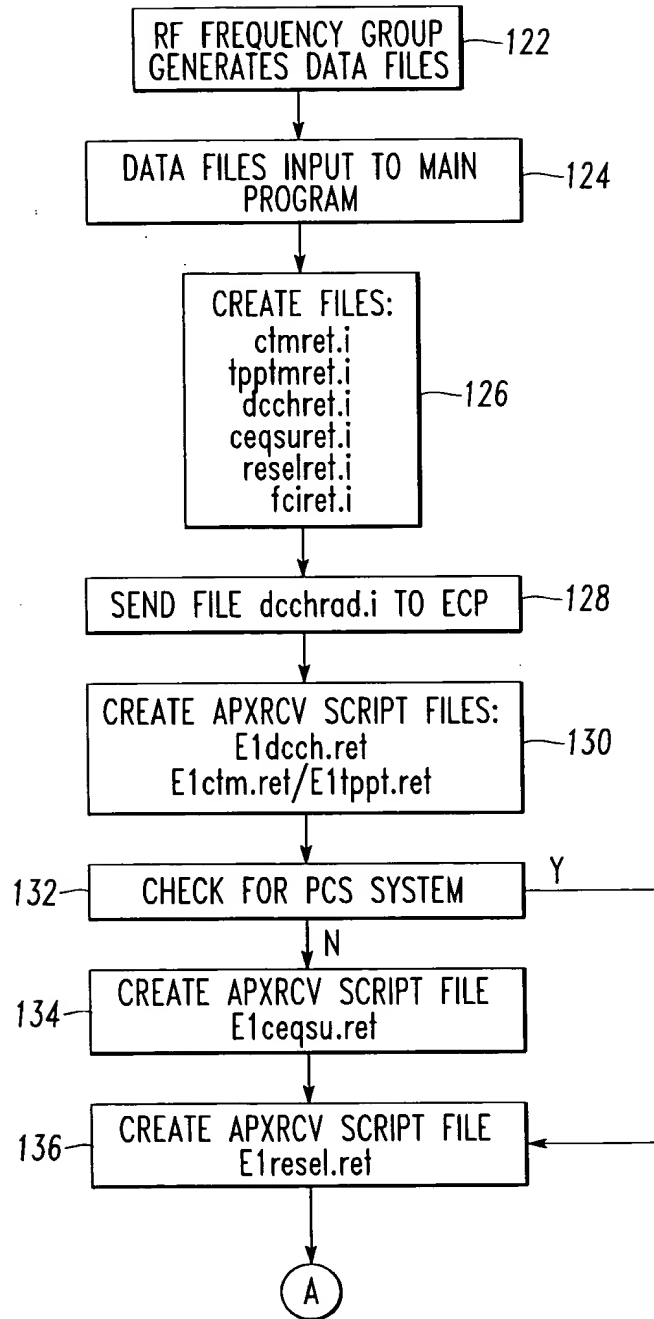 RF FREQUENCY GROUP
GENERATES DATA FILES
122
DATA FILES INPUT TO MAIN
PROGRAM
124
CREATE FILES:
ctmret.i
tpptmret.i
dcchret.i
ceqsuret.i
reselret.i
fciret.i
126
SEND FILE dcchrad.i TO ECP
128
CREATE APXRCV SCRIPT FILES:
E1dcch.ret
E1ctm.ret/E1tppt.ret
130
132
CHECK FOR PCS SYSTEM
Y
N
134
CREATE APXRCV SCRIPT FILE
E1ceqsu.ret
136
CREATE APXRCV SCRIPT FILE
E1resel.ret
A